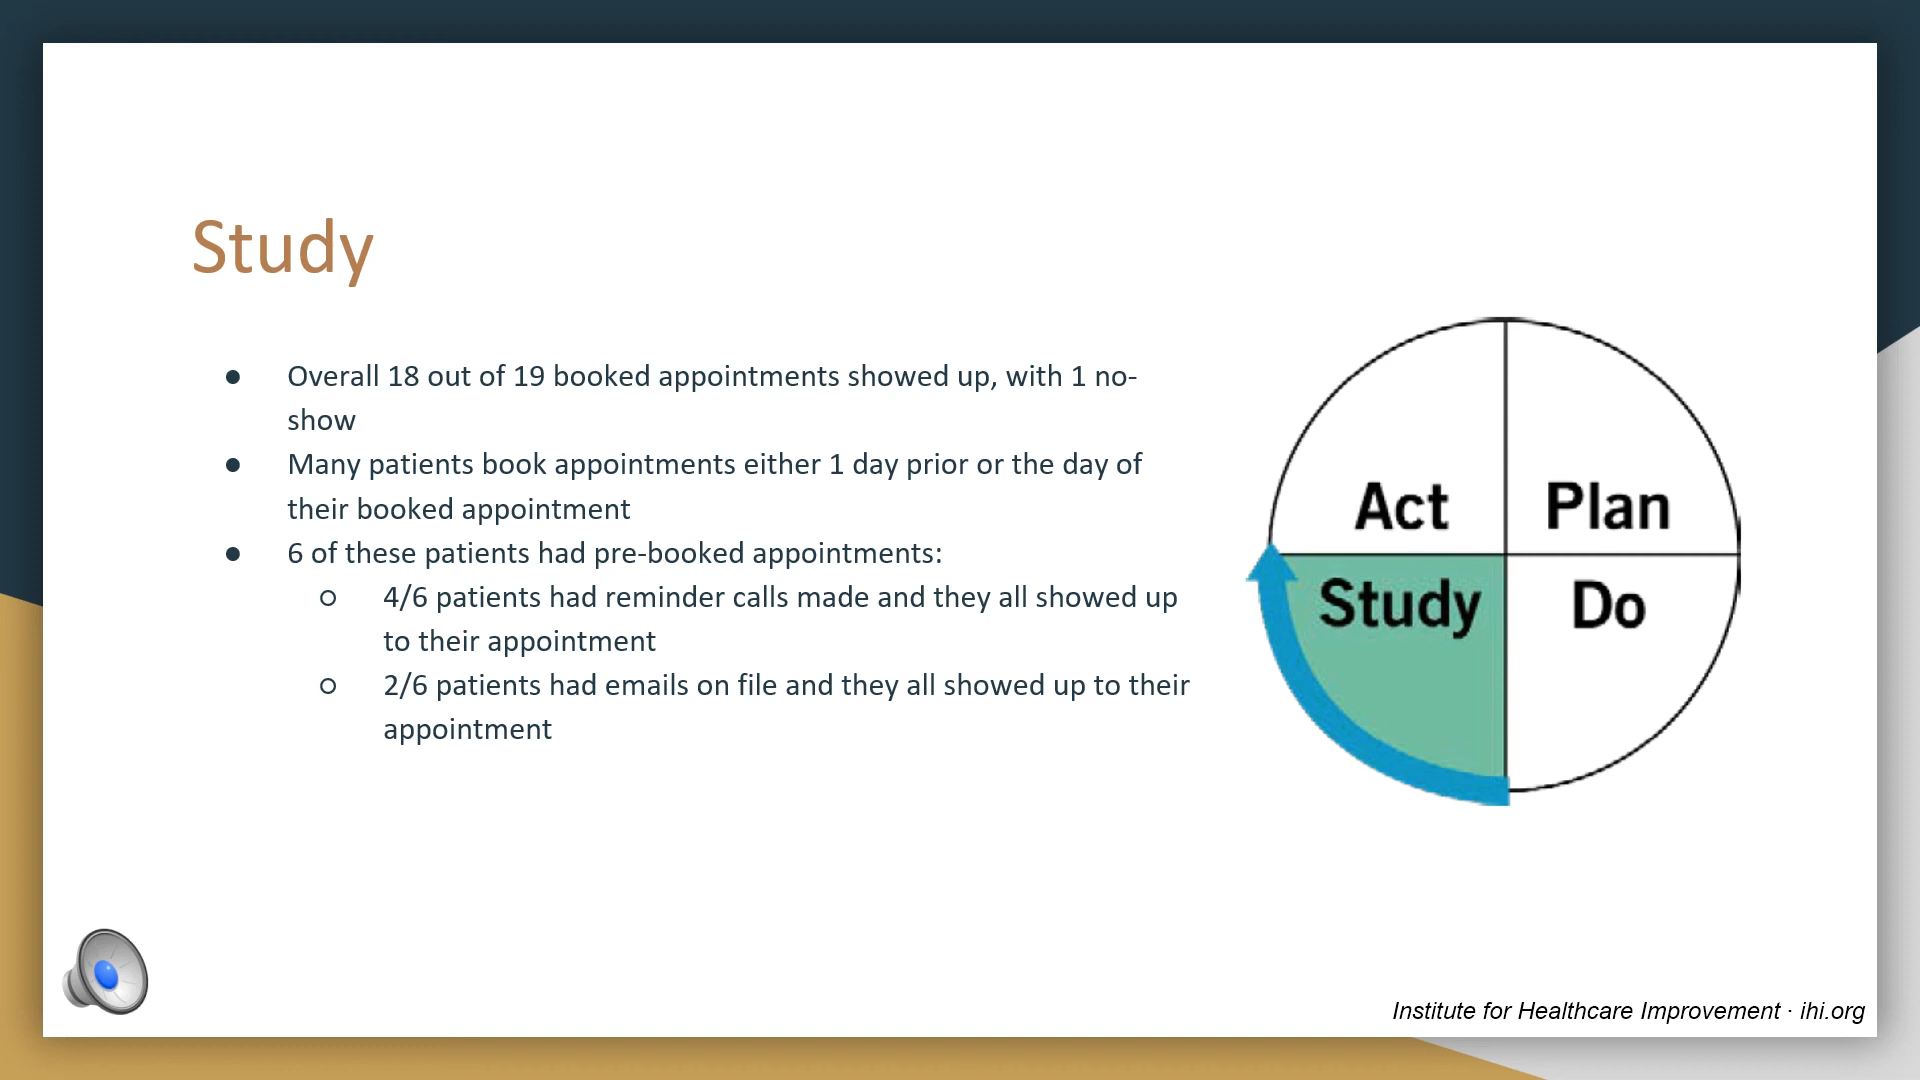 Study
● Overall 18 out of 19 booked appointments showed up, with 1 no-
show
● Many patients book appointments either 1 day prior or the day of
their booked appointment
● 6 of these patients had pre-booked appointments:
○ 4/6 patients had reminder calls made and they all showed up
to their appointment
○ 2/6 patients had emails on file and they all showed up to their
appointment
Act
Plan
Study
Do
Institute for Healthcare Improvement · ihi.org